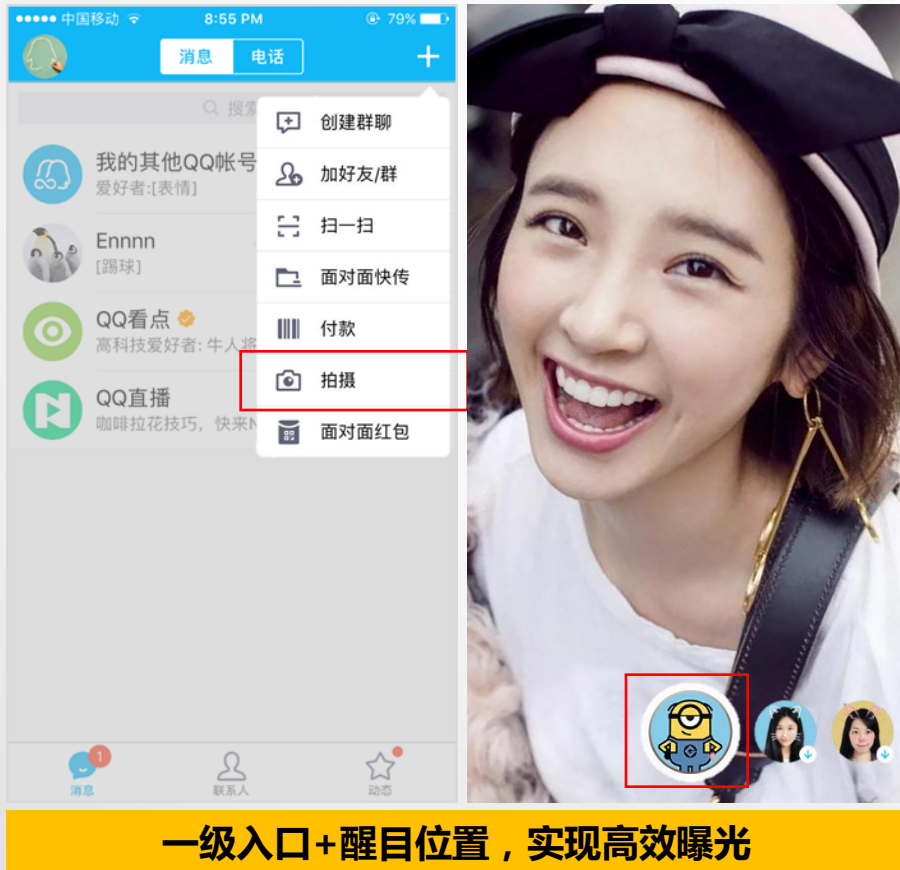 中国移动 8:55 PM 79%
消息 电话
搜索
创建群聊
加好友/群
扫一扫
面对面快传
付款
拍摄
面对面红包
我的其他QQ帐号
爱好者:[表情]
Ennnn
[踢球]
QQ看点
高科技爱好者: 牛人将
QQ直播
咖啡拉花技巧，快来N
1
消息 联系人 动态
一级入口+醒目位置，实现高效曝光